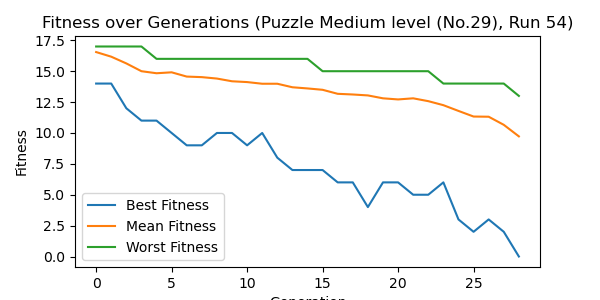 Fitness over Generations (Puzzle Medium level (No.29), Run 54)
17.5
15.0
12.5
10.0
7.5
5.0
2.5
0.0
Fitness
Best Fitness
Mean Fitness
Worst Fitness
0 5 10 15 20 25
Generation